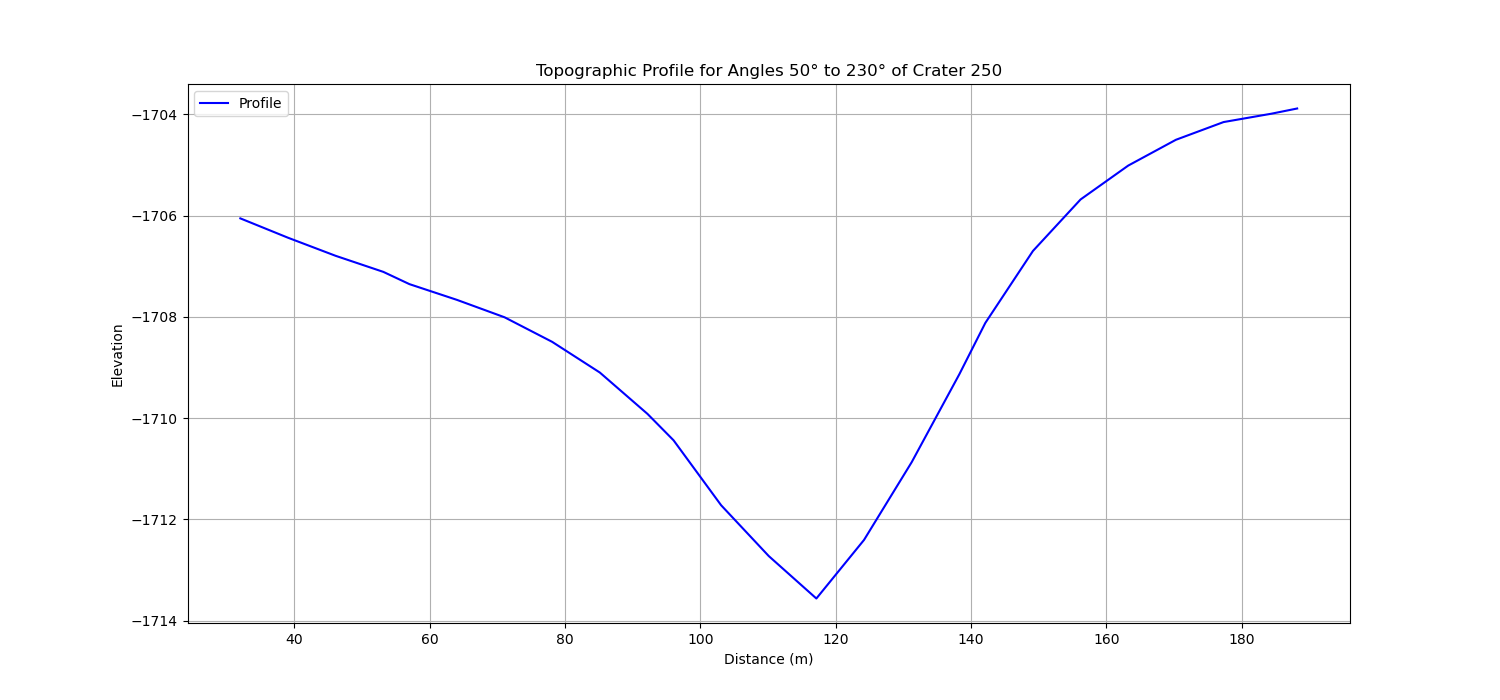 Topographic Profile for Angles 50° to 230° of Crater 250
Profile
−1704
−1706
−1708
−1710
−1712
−1714
Elevation
40 60 80 100 120 140 160 180
Distance (m)